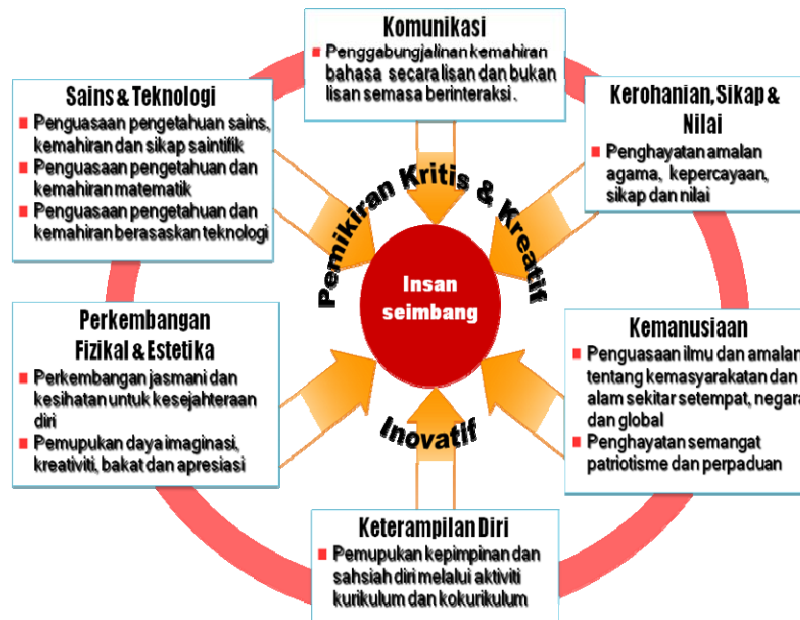 Komunikasi
Penggabungjalinan kemahiran
bahasa secara lisan dan bukan
lisan semasa berinteraksi.
Sains & Teknologi
Penguasaan pengetahuan sains,
kemahiran dan sikap saintifik
Penguasaan pengetahuan dan
kemahiran matematik
Penguasaan pengetahuan dan
kemahiran berasaskan teknologi
Kerohanian, Sikap &
Nilai
Penghayatan amalan
agama, kepercayaan,
sikap dan nilai
Pemikiran Kritis & Kreatif
Insan
seimbang
Inovatif
Perkembangan
Fizikal & Estetika
Perkembangan jasmani dan
kesihatan untuk kesejahteraan
diri
Pemupukan daya imaginasi,
kreativiti, bakat dan apresiasi
Kemanusiaan
Penguasaan ilmu dan amalan
tentang kemasyarakatan dan
alam sekitar setempat, negara
dan global
Penghayatan semangat
patriotisme dan perpaduan
Keterampilan Diri
Pemupukan kepimpinan dan
sahsiah diri melalui aktiviti
kurikulum dan kokurikulum